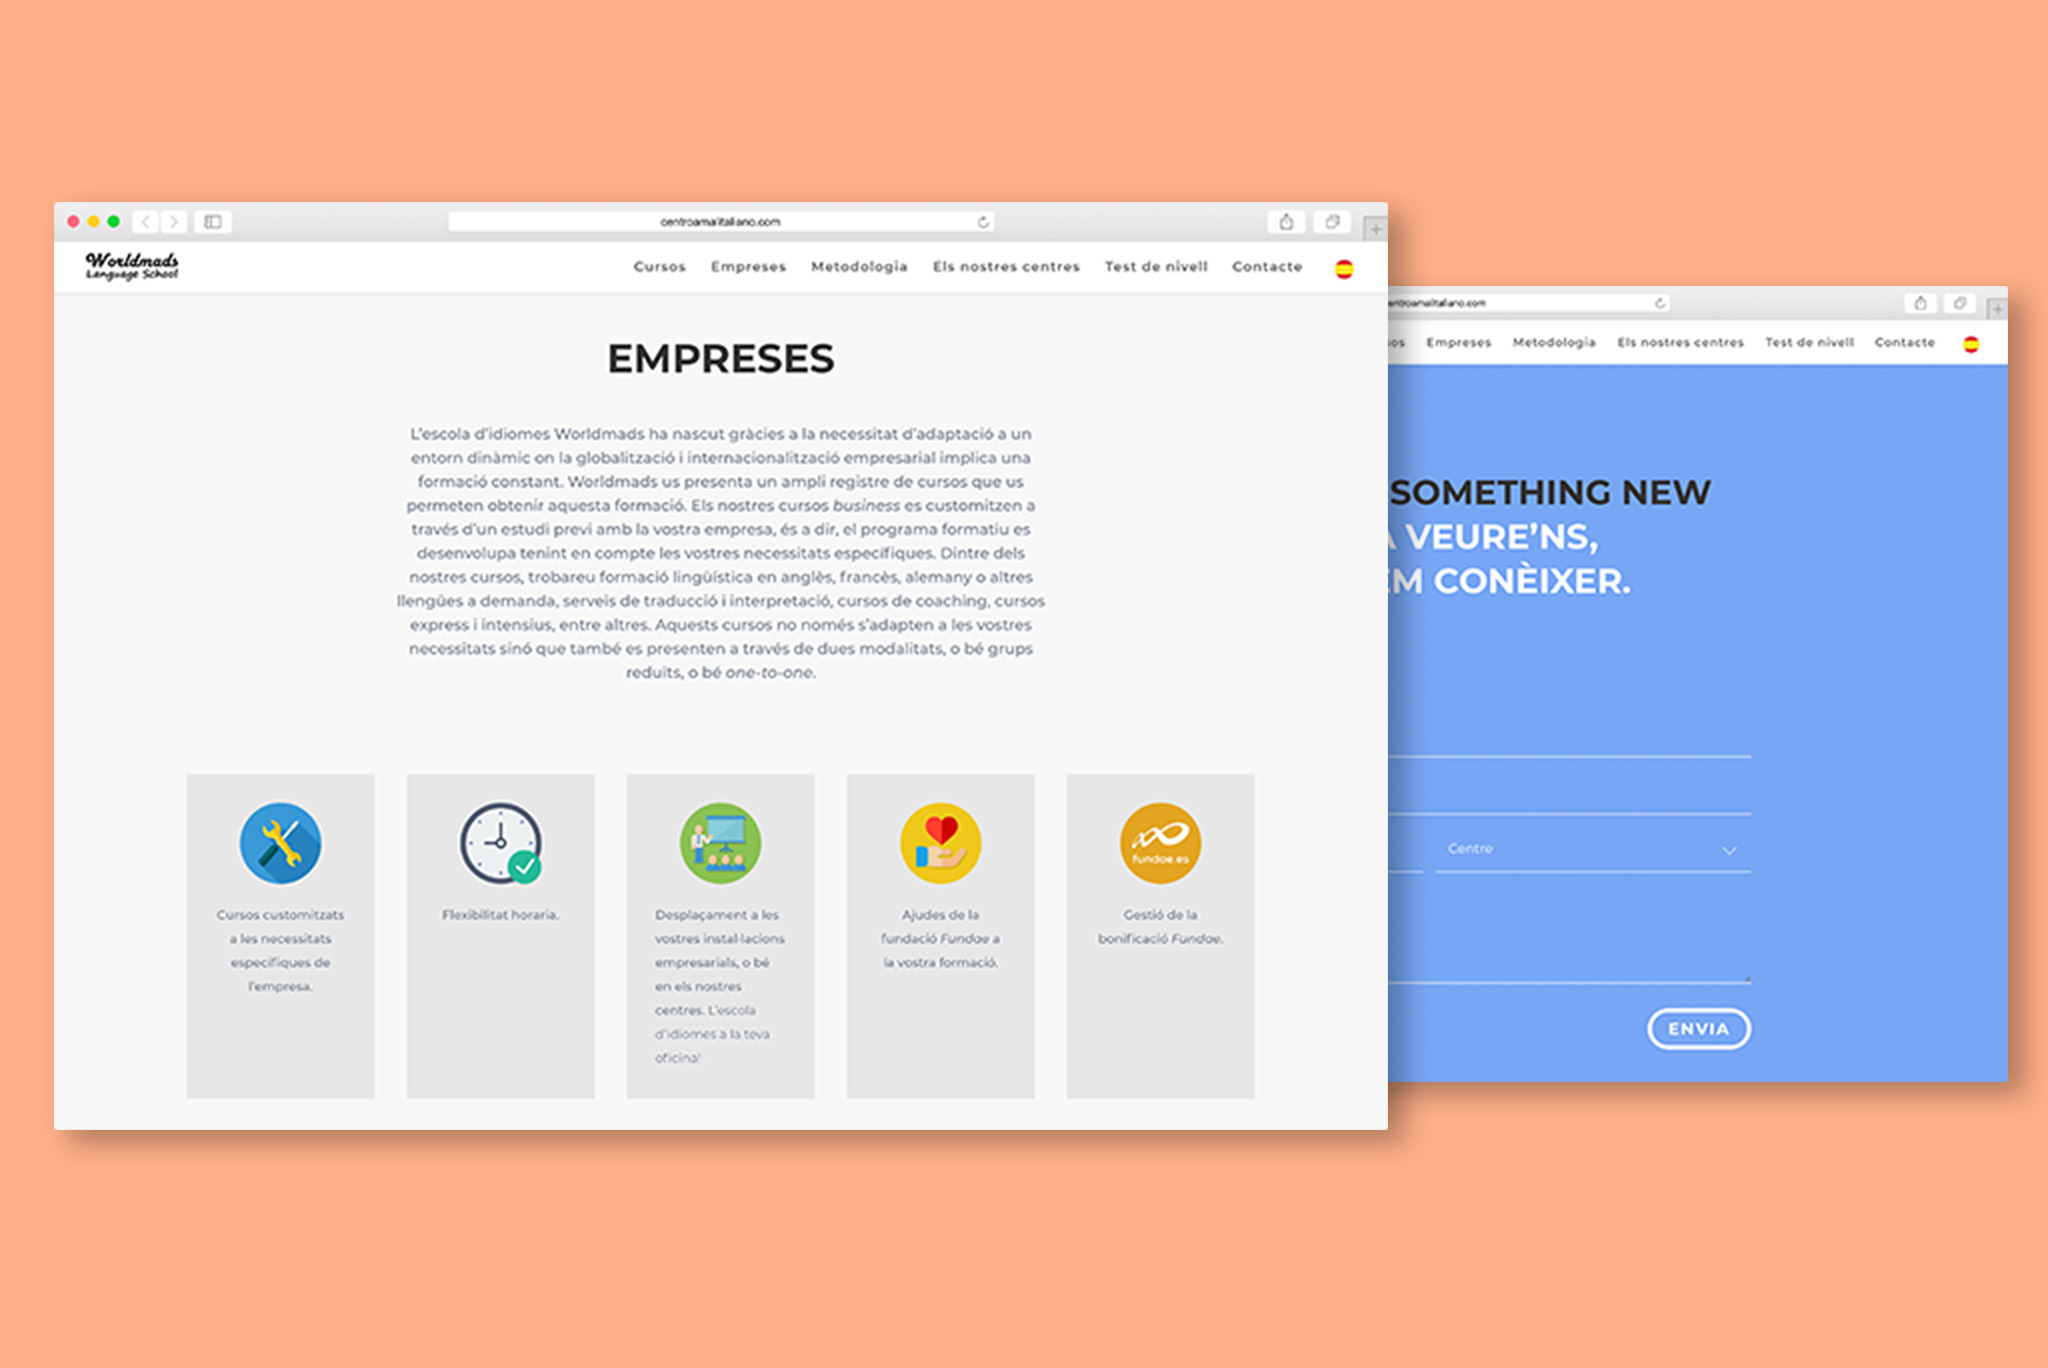 centroamaitaliano.com
Worldmads
Language School
Cursos Empreses Metodologia Els nostres centres Test de nivell Contacte
EMPRESES
L'escola d'idiomes Worldmads ha nascut gràcies a la necessitat d'adaptació a un
entorn dinàmic on la globalització i internacionalització empresarial implica una
formació constant. Worldmads us presenta un ampli registre de cursos que us
permeten obtenir aquesta formació. Els nostres cursos business es customitzen a
través d'un estudi previ amb la vostra empresa, és a dir, el programa formatiu es
desenvolupa tenint en compte les vostres necessitats específiques. Dintre dels
nostres cursos, trobareu formació lingüística en anglès, francès, alemany o altres
llengües a demanda, serveis de traducció i interpretació, cursos de coaching, cursos
express i intensius, entre altres. Aquests cursos no només s'adapten a les vostres
necessitats sinó que també es presenten a través de dues modalitats, o bé grups
reduïts, o bé one-to-one.
Cursos customitzats
a les necessitats
específiques de
l'empresa.
Flexibilitat horaria.
Desplaçament a les
vostres instal·lacions
empresarials, o bé
en els nostres
centres. L'escola
d'idiomes a la teva
oficina!
Ajudes de la
fundació Fundae a
la vostra formació.
fundae.es
Gestió de la
bonificació Fundae.
entroamaitaliano.com
sos Empreses Metodologia Els nostres centres Test de nivell Contacte
SOMETHING NEW
A VEURE'NS,
EM CONÈIXER.
Centre
ENVIA